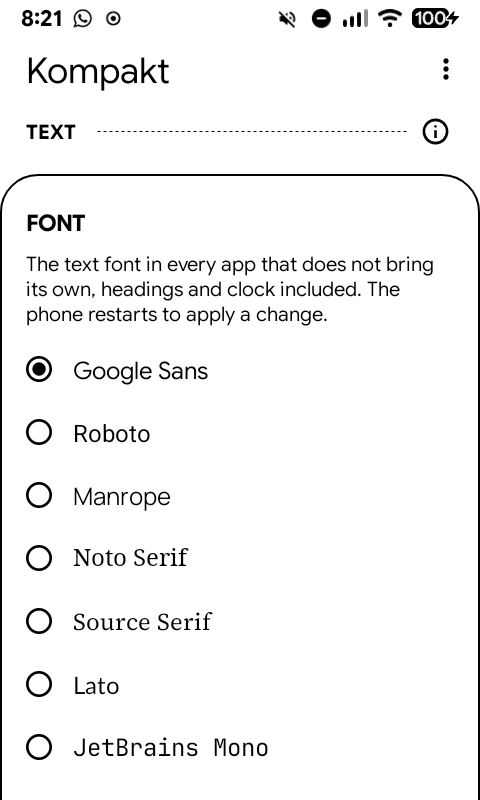 8:21 100
Kompakt
TEXT
FONT
The text font in every app that does not bring
its own, headings and clock included. The
phone restarts to apply a change.
Google Sans
Roboto
Manrope
Noto Serif
Source Serif
Lato
JetBrains Mono